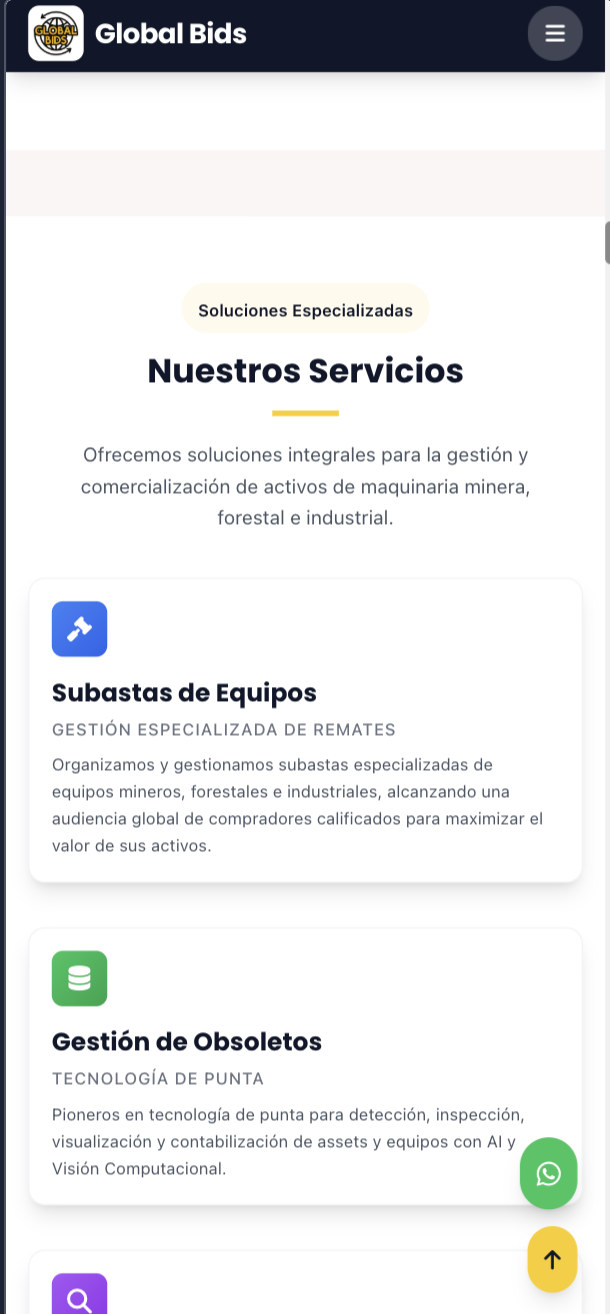 GLOBAL
BIDS
Global Bids
Soluciones Especializadas
Nuestros Servicios
Ofrecemos soluciones integrales para la gestión y
comercialización de activos de maquinaria minera,
forestal e industrial.
Subastas de Equipos
GESTIÓN ESPECIALIZADA DE REMATES
Organizamos y gestionamos subastas especializadas de
equipos mineros, forestales e industriales, alcanzando una
audiencia global de compradores calificados para maximizar el
valor de sus activos.
Gestión de Obsoletos
TECNOLOGÍA DE PUNTA
Pioneros en tecnología de punta para detección, inspección,
visualización y contabilización de assets y equipos con AI y
Visión Computacional.